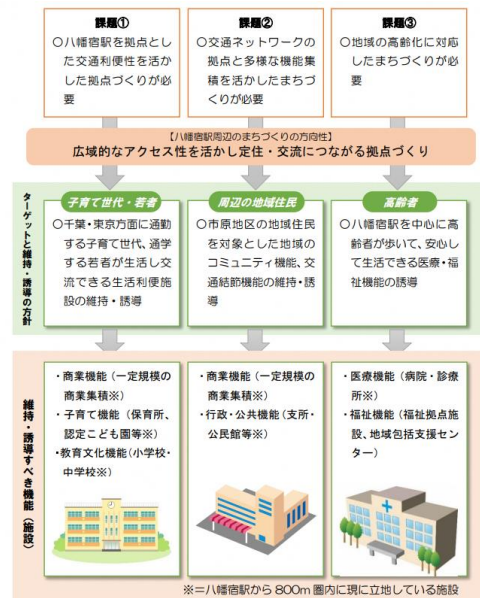 課題①
○八幡宿駅を拠点とし
た交通利便性を活か
した拠点づくりが必
要
課題②
○交通ネットワークの
拠点と多様な機能集
積を活かしたまちづ
くりが必要
課題③
○地域の高齢化に対応
したまちづくりが必
要
【八幡宿駅周辺のまちづくりの方向性】
広域的なアクセス性を活かし定住・交流につながる拠点づくり
ターゲットと維持・誘導の方針
子育て世代・若者
○千葉・東京方面に通勤
する子育て世代、通学
する若者が生活し交
流できる生活利便施
設の維持・誘導
周辺の地域住民
○市原地区の地域住民
を対象とした地域の
コミュニティ機能、交
通結節機能の維持・誘
導
高齢者
○八幡宿駅を中心に高
齢者が歩いて、安心し
て生活できる医療・福
祉機能の誘導
維持・誘導すべき機能（施設）
・商業機能（一定規模の
商業集積※）
・子育て機能（保育所、
認定こども園等※）
・教育文化機能（小学校・
中学校※）
・商業機能（一定規模の
商業集積※）
・行政・公共機能（支所・
公民館等※）
・医療機能（病院・診療
所※）
・福祉機能（福祉拠点施
設、地域包括支援セン
ター）
※＝八幡宿駅から 800m 圏内に現に立地している施設